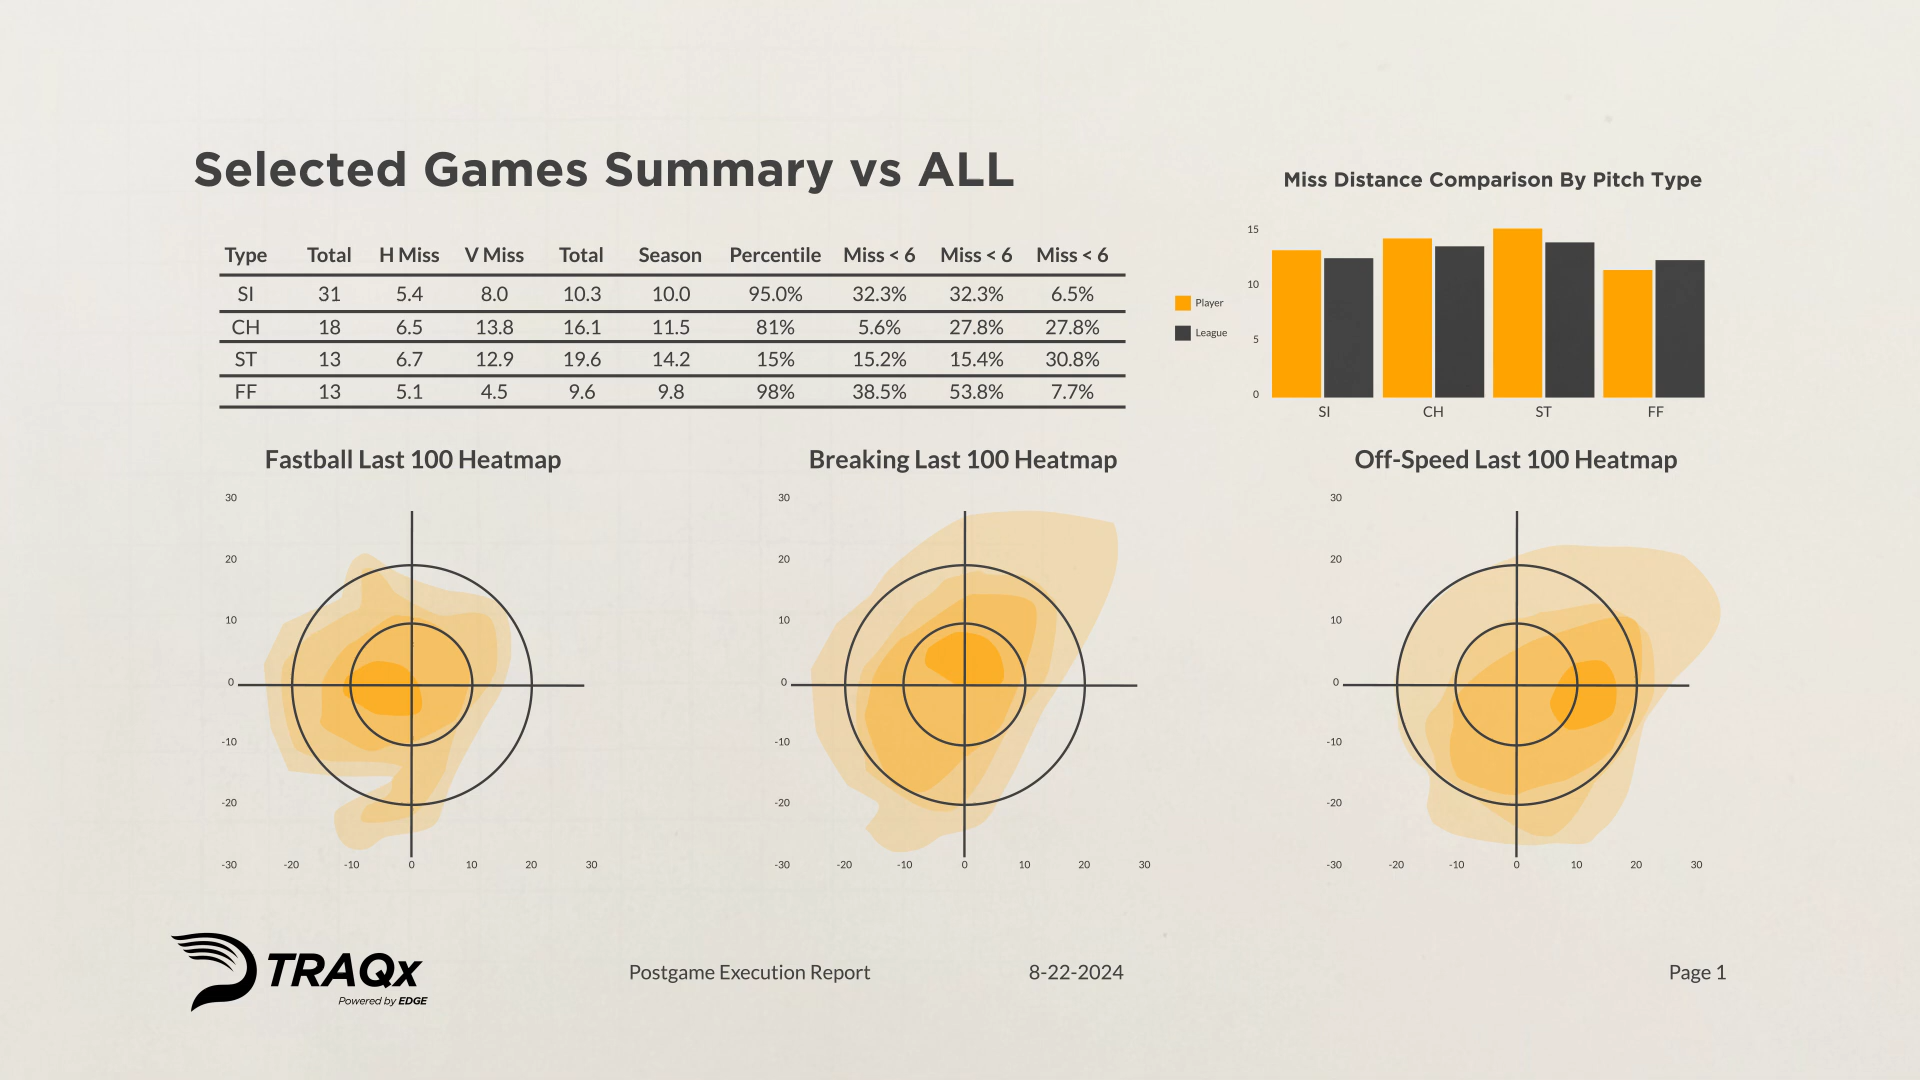 Selected Games Summary vs ALL
Type Total H Miss V Miss Total Season Percentile Miss < 6 Miss < 6 Miss < 6
SI 31 5.4 8.0 10.3 10.0 95.0% 32.3% 32.3% 6.5%
CH 18 6.5 13.8 16.1 11.5 81% 5.6% 27.8% 27.8%
ST 13 6.7 12.9 19.6 14.2 15% 15.2% 15.4% 30.8%
FF 13 5.1 4.5 9.6 9.8 98% 38.5% 53.8% 7.7%
Miss Distance Comparison By Pitch Type
15
10
5
0
Player
League
SI CH ST FF
Fastball Last 100 Heatmap
30
20
10
0
-10
-20
-30 -20 -10 0 10 20 30
Breaking Last 100 Heatmap
30
20
10
0
-10
-20
-30 -20 -10 0 10 20 30
Off-Speed Last 100 Heatmap
30
20
10
0
-10
-20
-30 -20 -10 0 10 20 30
TRAQx
Powered by EDGE
Postgame Execution Report
8-22-2024
Page 1